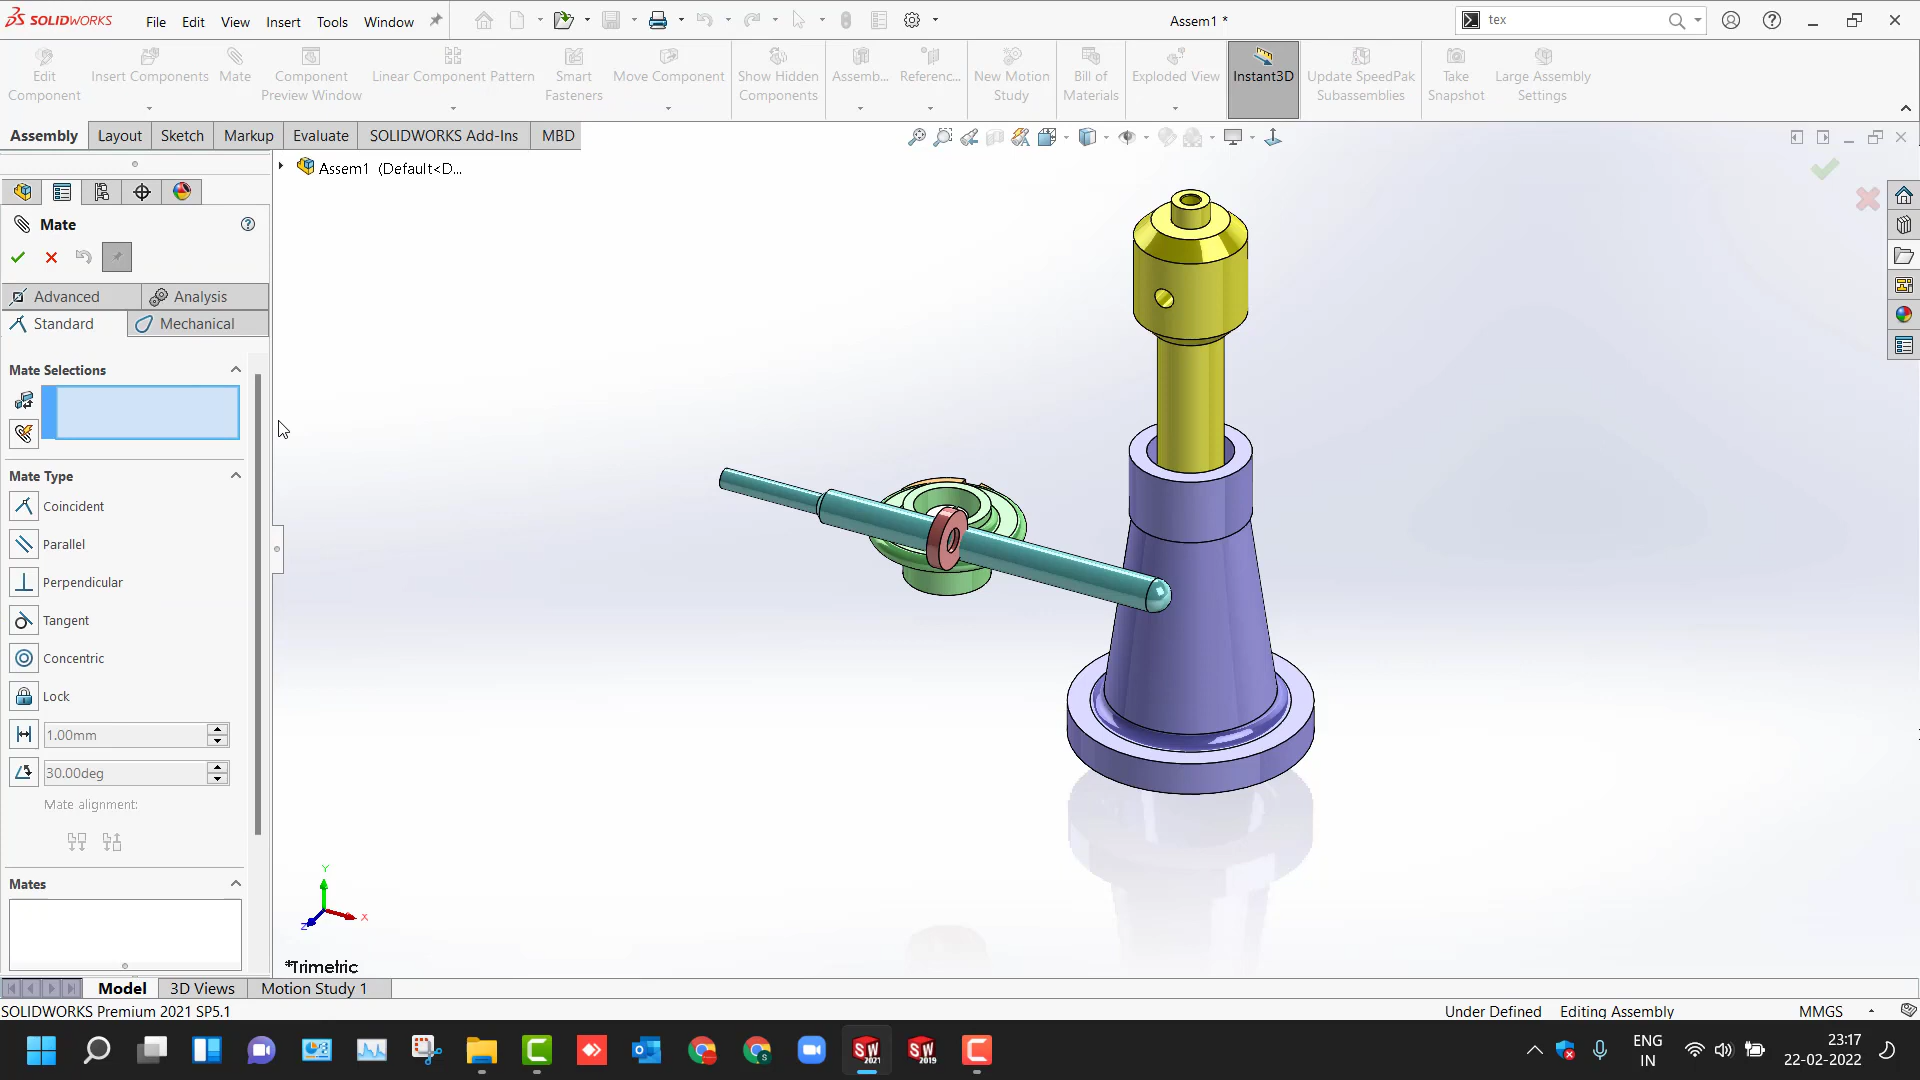 SOLIDWORKS File Edit View Insert Tools Window Assem1 * tex
Edit Component
Insert Components
Mate
Component Preview Window
Linear Component Pattern
Smart Fasteners
Move Component
Show Hidden Components
Assemb...
Referenc...
New Motion Study
Bill of Materials
Exploded View
Instant3D
Update SpeedPak Subassemblies
Take Snapshot
Large Assembly Settings
Assembly Layout Sketch Markup Evaluate SOLIDWORKS Add-Ins MBD
Assem1 (Default<D...
Mate
Advanced Analysis
Standard Mechanical
Mate Selections
Mate Type
Coincident
Parallel
Perpendicular
Tangent
Concentric
Lock
1.00mm
30.00deg
Mate alignment:
Mates
Y
X
Z
*Trimetric
Model 3D Views Motion Study 1
SOLIDWORKS Premium 2021 SP5.1 Under Defined Editing Assembly MMGS
SW 2021
SW 2019
ENG
IN
23:17
22-02-2022